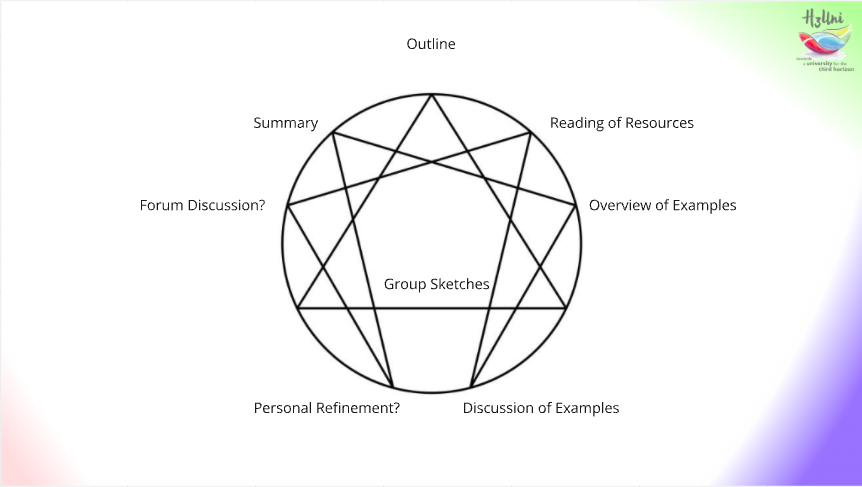 H3Uni
towards
a university for the
third horizon
Outline
Summary
Reading of Resources
Forum Discussion?
Overview of Examples
Group Sketches
Personal Refinement?
Discussion of Examples